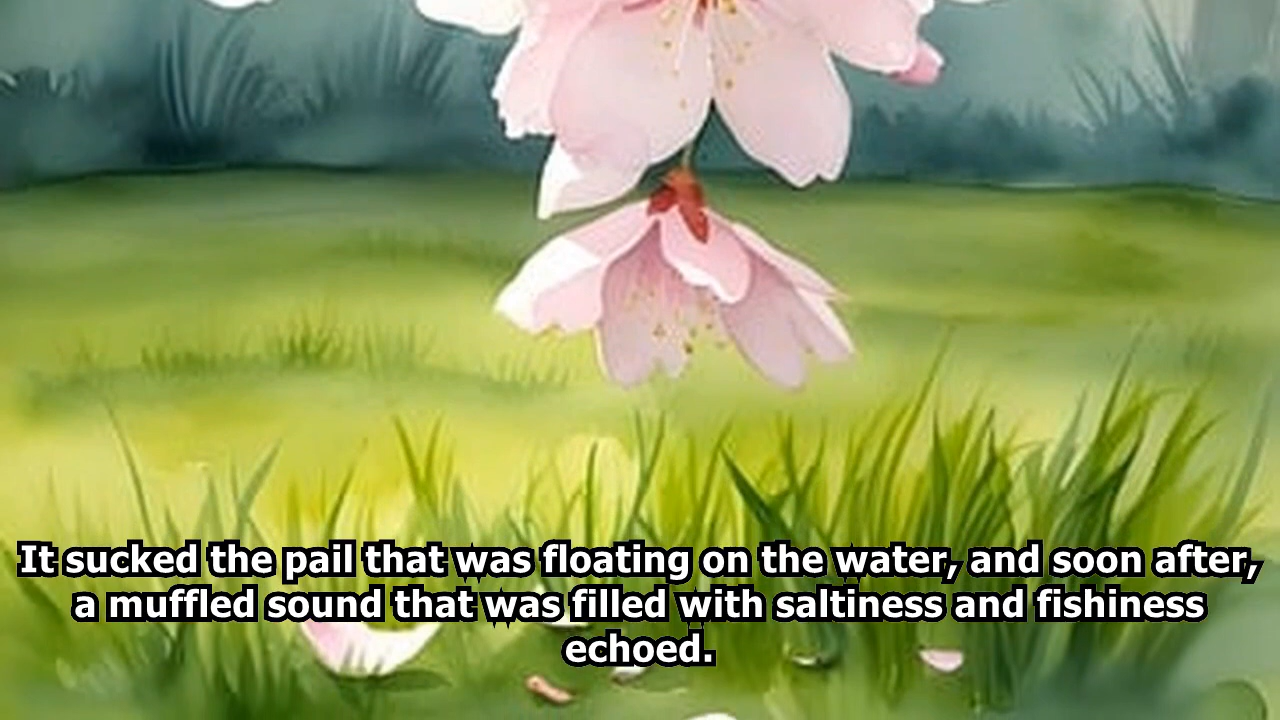 It sucked the pail that was floating on the water, and soon after,
a muffled sound that was filled with saltiness and fishiness
echoed.